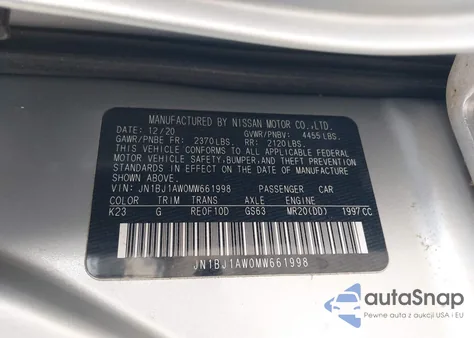 MANUFACTURED BY NISSAN MOTOR CO., LTD.
DATE: 12/20 GVWR/PNBV: 4455 LBS.
GAWR/PNBE FR: 2370 LBS. RR: 2120 LBS.
THIS VEHICLE CONFORMS TO ALL APPLICABLE FEDERAL
MOTOR VEHICLE SAFETY, BUMPER, AND THEFT PREVENTION
STANDARDS IN EFFECT ON THE DATE OF MANUFACTURE
SHOWN ABOVE.
VIN: JN1BJ1AW0MW661998 PASSENGER CAR
COLOR TRIM TRANS AXLE ENGINE
K23 G RE0F10D GS63 MR20(DD) 1997 CC
JN1BJ1AW0MW661998
autoSnap
Pewne auta z aukcji USA i